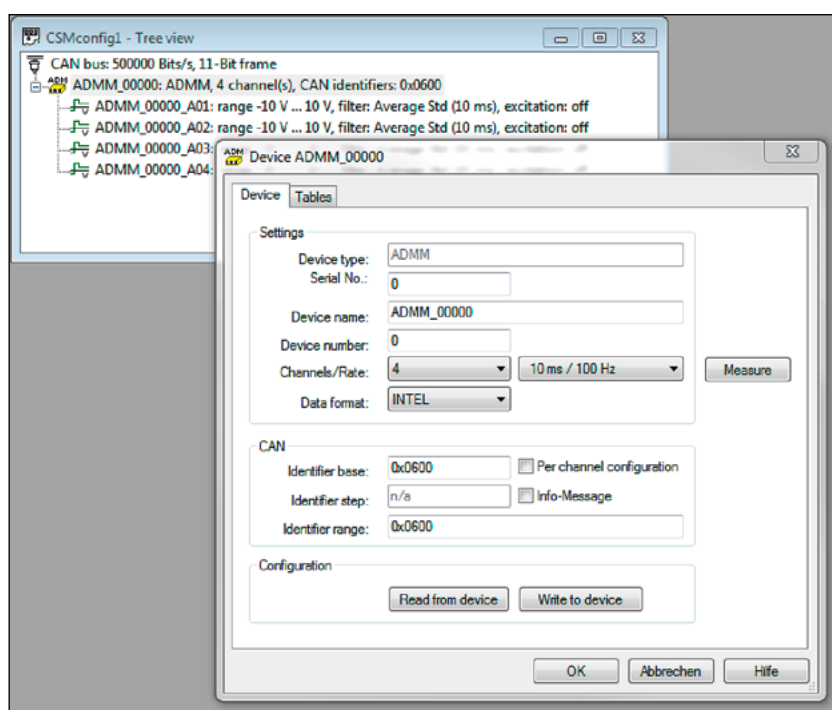 CSMconfig1 - Tree view
CAN bus: 500000 Bits/s, 11-Bit frame
ADMM_00000: ADMM, 4 channel(s), CAN identifiers: 0x0600
ADMM_00000_A01: range -10 V ... 10 V, filter: Average Std (10 ms), excitation: off
ADMM_00000_A02: range -10 V ... 10 V, filter: Average Std (10 ms), excitation: off
ADMM_00000_A03:
ADMM_00000_A04:
ADM
Device ADMM_00000
Device Tables
Settings
Device type: ADMM
Serial No.: 0
Device name: ADMM_00000
Device number: 0
Channels/Rate: 4 10 ms / 100 Hz Measure
Data format: INTEL
CAN
Identifier base: 0x0600 Per channel configuration
Identifier step: n/a Info-Message
Identifier range: 0x0600
Configuration
Read from device Write to device
OK Abbrechen Hilfe